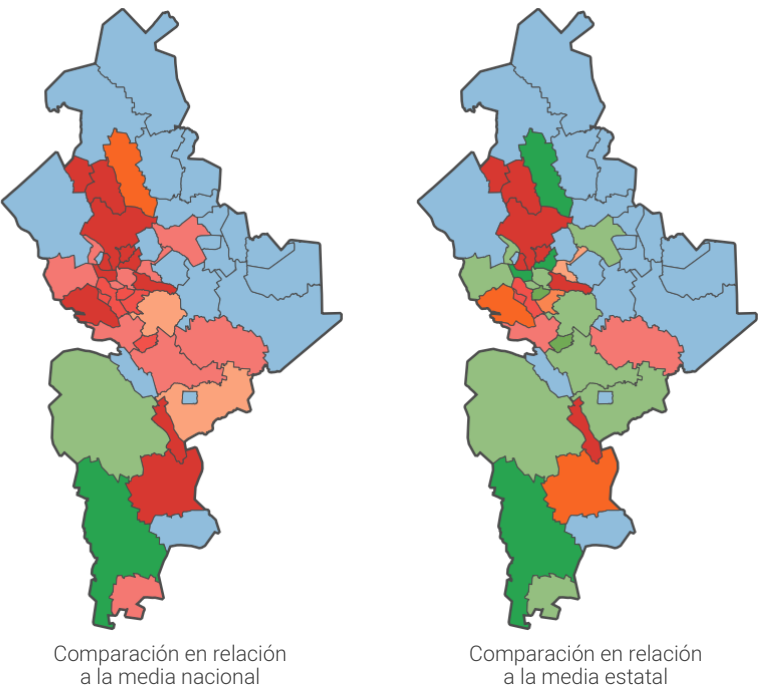 Comparación en relación
a la media nacional
Comparación en relación
a la media estatal